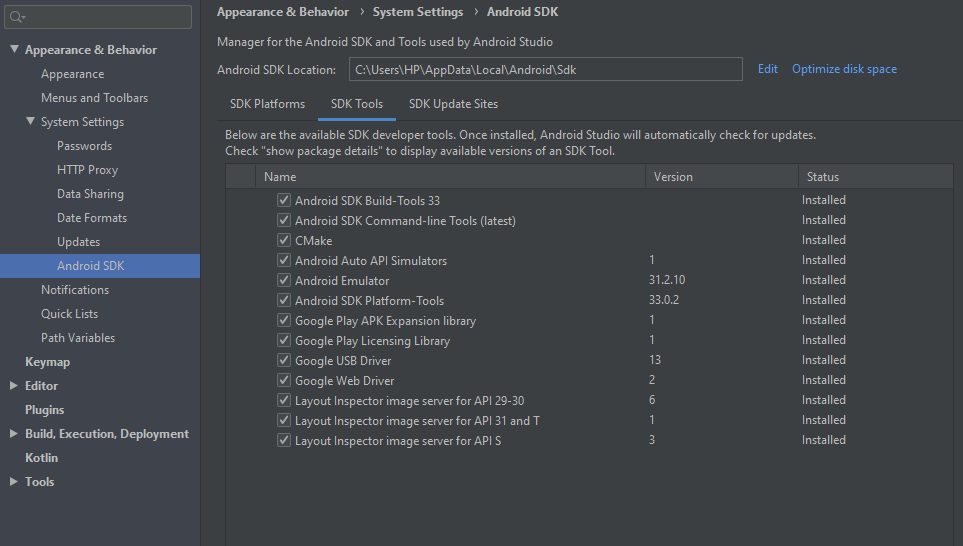 Appearance & Behavior
Appearance
Menus and Toolbars
System Settings
Passwords
HTTP Proxy
Data Sharing
Date Formats
Updates
Android SDK
Notifications
Quick Lists
Path Variables
Keymap
Editor
Plugins
Build, Execution, Deployment
Kotlin
Tools
Appearance & Behavior › System Settings › Android SDK
Manager for the Android SDK and Tools used by Android Studio
Android SDK Location: C:\Users\HP\AppData\Local\Android\Sdk Edit Optimize disk space
SDK Platforms SDK Tools SDK Update Sites
Below are the available SDK developer tools. Once installed, Android Studio will automatically check for updates.
Check "show package details" to display available versions of an SDK Tool.
Name Version Status
Android SDK Build-Tools 33 Installed
Android SDK Command-line Tools (latest) Installed
CMake Installed
Android Auto API Simulators 1 Installed
Android Emulator 31.2.10 Installed
Android SDK Platform-Tools 33.0.2 Installed
Google Play APK Expansion library 1 Installed
Google Play Licensing Library 1 Installed
Google USB Driver 13 Installed
Google Web Driver 2 Installed
Layout Inspector image server for API 29-30 6 Installed
Layout Inspector image server for API 31 and T 1 Installed
Layout Inspector image server for API S 3 Installed